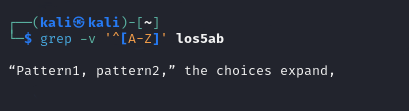 ┌──(kali㉿kali)-[~]
└─$ grep -v '^[A-Z]' los5ab
“Pattern1, pattern2,” the choices expand,